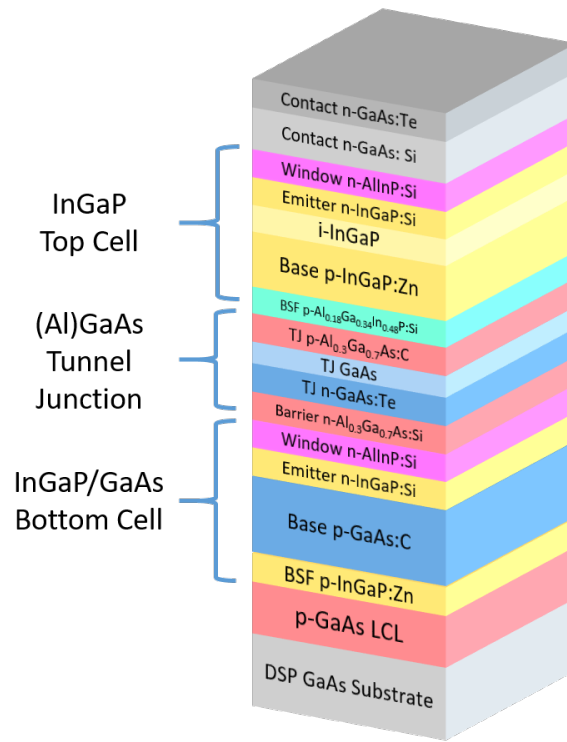 Contact n-GaAs:Te
Contact n-GaAs: Si
Window n-AlInP:Si
Emitter n-InGaP:Si
i-InGaP
Base p-InGaP:Zn
BSF p-Al0.18Ga0.34In0.48P:Si
TJ p-Al0.3Ga0.7As:C
TJ GaAs
TJ n-GaAs:Te
Barrier n-Al0.3Ga0.7As:Si
Window n-AlInP:Si
Emitter n-InGaP:Si
Base p-GaAs:C
BSF p-InGaP:Zn
p-GaAs LCL
DSP GaAs Substrate
InGaP
Top Cell
(Al)GaAs
Tunnel
Junction
InGaP/GaAs
Bottom Cell